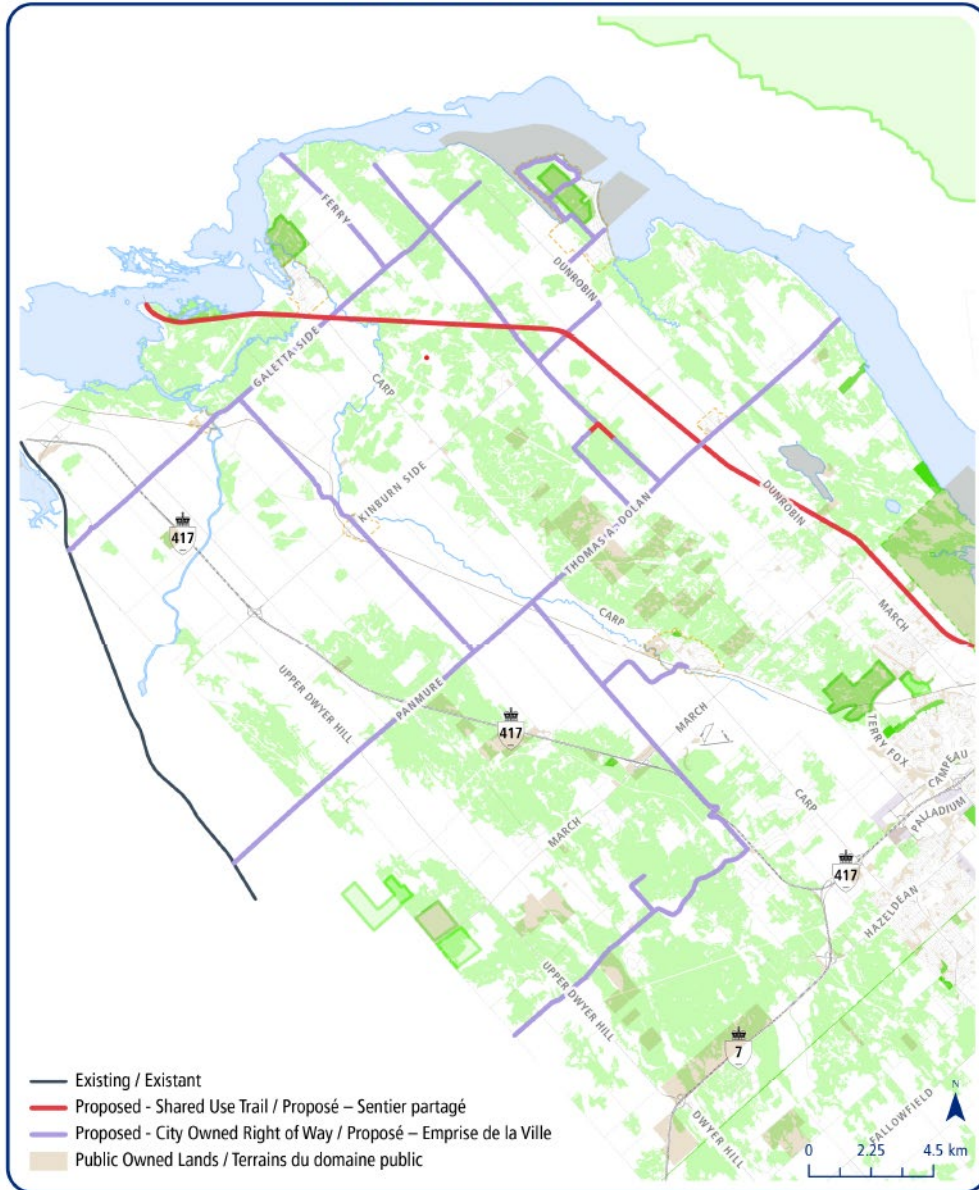 FERRY
DUNROBIN
GALETTA SIDE
CARP
KINBURN SIDE
417
THOMAS A. DOLAN
DUNROBIN
CARP
MARCH
UPPER DWYER HILL
PANMURE
417
MARCH
TERRY FOX
CAMPEAU
PALLADIUM
CARP
MARCH
417
HAZELDEAN
UPPER DWYER HILL
7
DWYER HILL
FALLOWFIELD
Existing / Existant
Proposed - Shared Use Trail / Proposé – Sentier partagé
Proposed - City Owned Right of Way / Proposé – Emprise de la Ville
Public Owned Lands / Terrains du domaine public
N
0 2.25 4.5 km